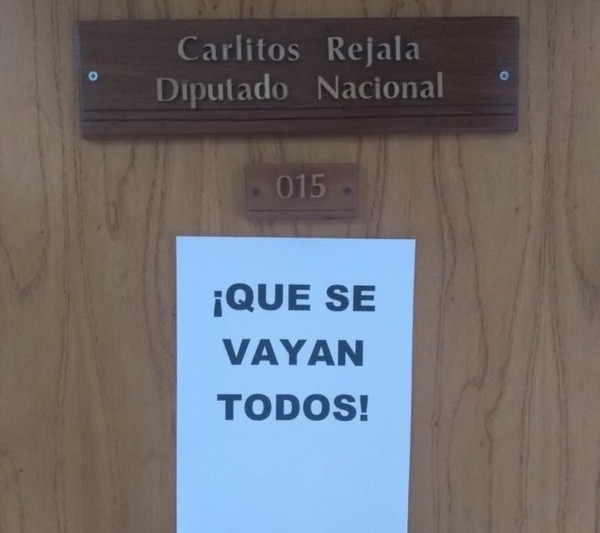 Carlitos Rejala
Diputado Nacional
015
¡QUE SE
VAYAN
TODOS!